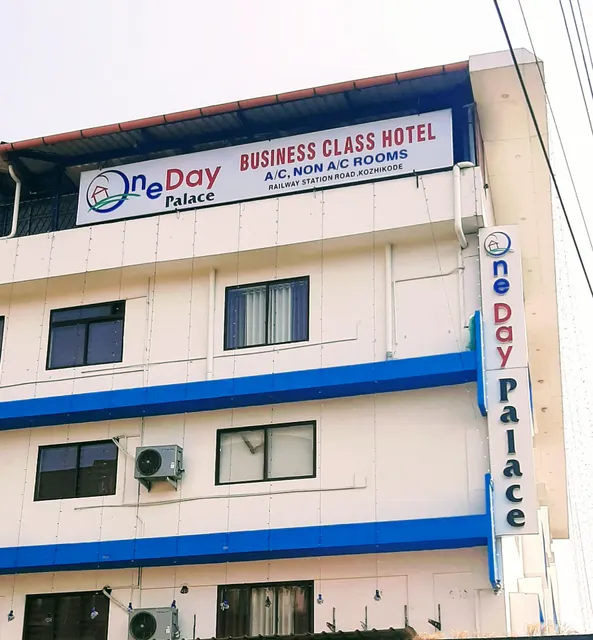 OneDay
Palace
BUSINESS CLASS HOTEL
A/C, NON A/C ROOMS
RAILWAY STATION ROAD ,KOZHIKODE
One Day Palace